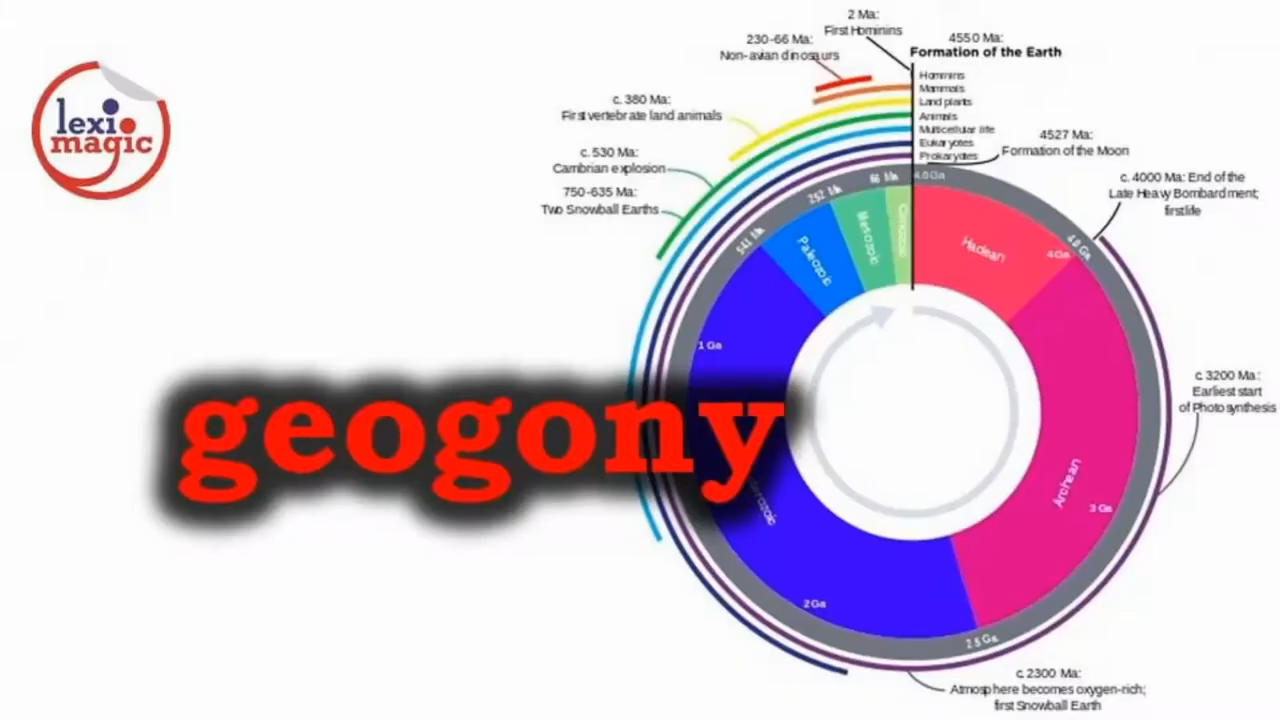 lexi
magic
2 Ma:
First Hominins
230-66 Ma:
Non-avian dinosaurs
4550 Ma:
Formation of the Earth
Hominins
Mammals
Land plants
Animals
Multicellular life
Eukaryotes
Prokaryotes
c. 380 Ma:
First vertebrate land animals
c. 530 Ma:
Cambrian explosion
750-635 Ma:
Two Snowball Earths
4527 Ma:
Formation of the Moon
c. 4000 Ma: End of the
Late Heavy Bombardment;
first life
541 Ma
252 Ma
66 Ma
Paleozoic
Mesozoic
Cenozoic
Hadean
4 Ga
1 Ga
geogony
c. 3200 Ma:
Earliest start
of Photosynthesis
Archean
3 Ga
2 Ga
2.5 Ga
c. 2300 Ma:
Atmosphere becomes oxygen-rich;
first Snowball Earth